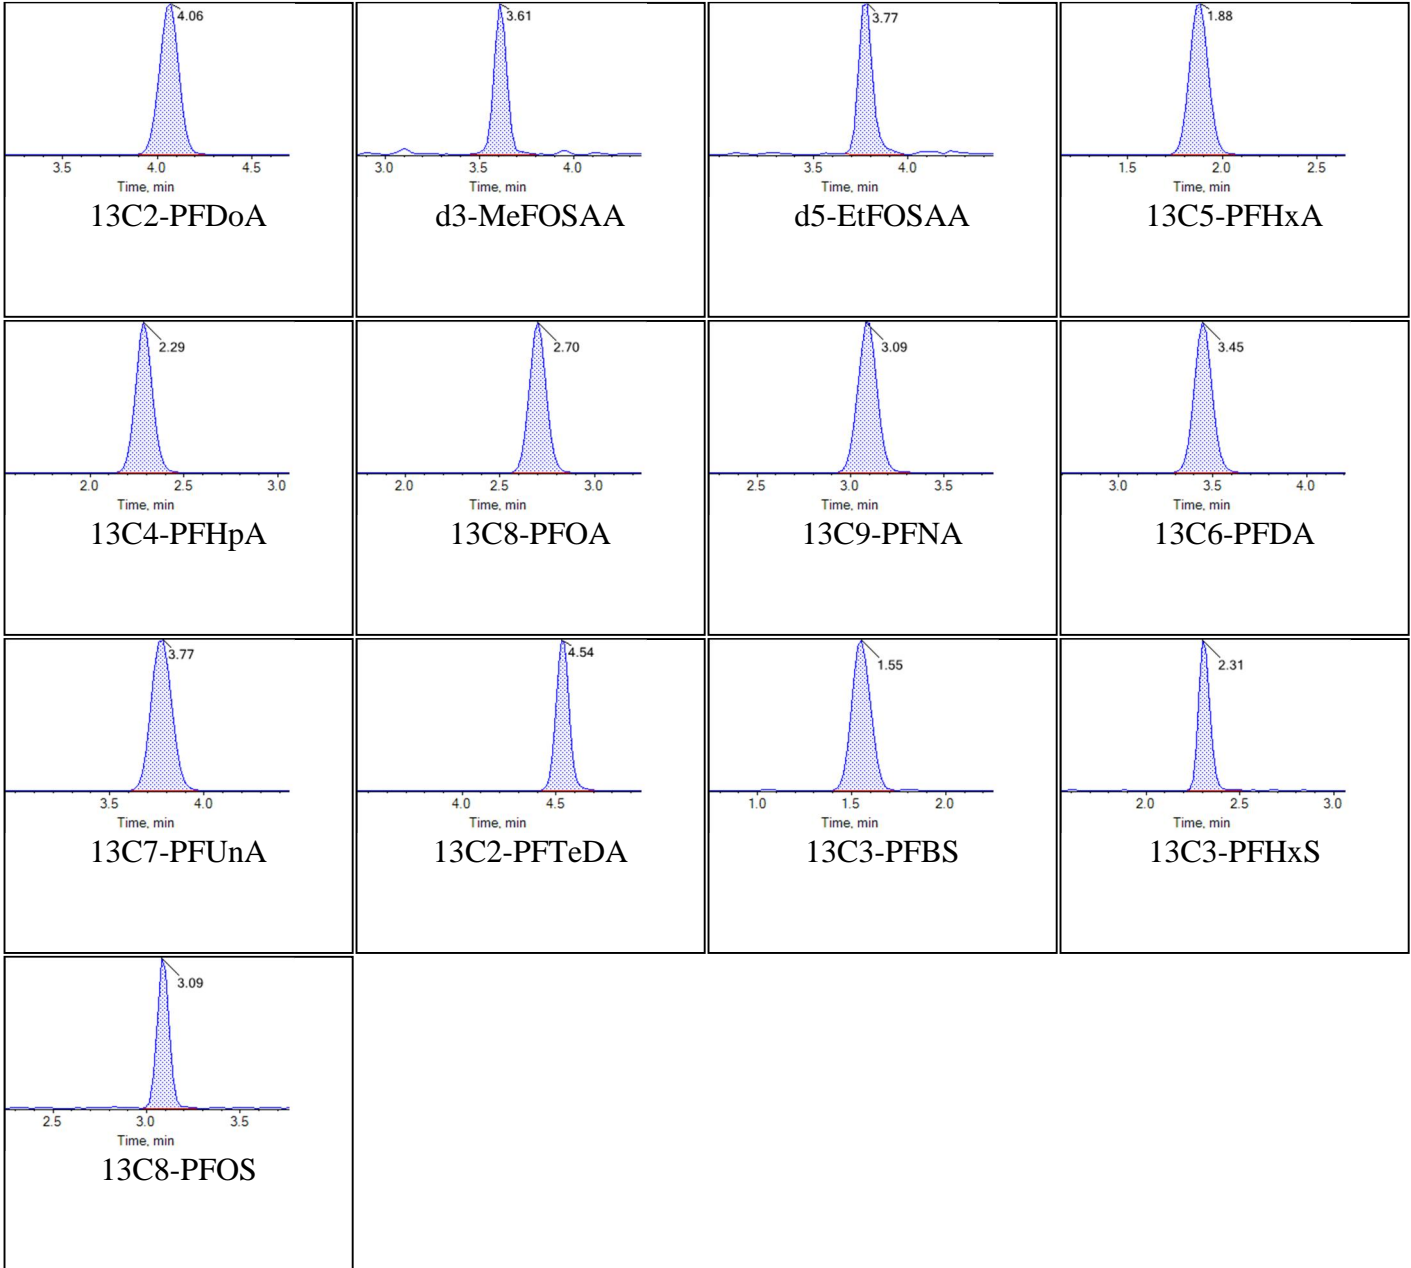 4.06
3.5 4.0 4.5
Time, min
13C2-PFDoA
3.61
3.0 3.5 4.0
Time, min
d3-MeFOSAA
3.77
3.5 4.0
Time, min
d5-EtFOSAA
1.88
1.5 2.0 2.5
Time, min
13C5-PFHxA
2.29
2.0 2.5 3.0
Time, min
13C4-PFHpA
2.70
2.0 2.5 3.0
Time, min
13C8-PFOA
3.09
2.5 3.0 3.5
Time, min
13C9-PFNA
3.45
3.0 3.5 4.0
Time, min
13C6-PFDA
3.77
3.5 4.0
Time, min
13C7-PFUnA
4.54
4.0 4.5
Time, min
13C2-PFTeDA
1.55
1.0 1.5 2.0
Time, min
13C3-PFBS
2.31
2.0 2.5 3.0
Time, min
13C3-PFHxS
3.09
2.5 3.0 3.5
Time, min
13C8-PFOS